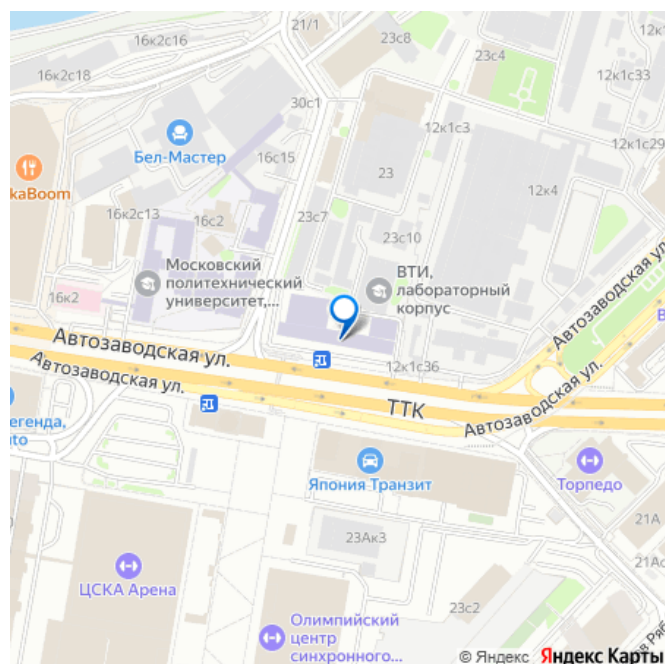 21/1
23с8
16к2с16
23с4
16к2с18
12к1с33
30с1
12к1с3
Бел-Мастер
16с15
12к1с29
kaBoom
23
12к4
16к2с13
16с2
23с7
23с10
Московский
политехнический
университет,...
ВТИ,
лабораторный
корпус
16к2
Автозаводская ул.
Автозаводская ул.
Автозаводская ул.
12к1с36
ТТК
Автозаводская ул.
егенда,
uto
Япония Транзит
Торпедо
21А
23Ак3
21Ас
ЦСКА Арена
23с2
Олимпийский
центр
синхронного...
© Яндекс Яндекс Карты